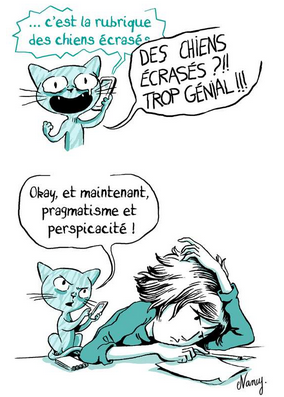 ... c'est la rubrique
des chiens écrasés
DES CHIENS
ÉCRASÉS ?!!
TROP GÉNIAL !!!
Okay, et maintenant,
pragmatisme et
perspicacité !
Nancy.